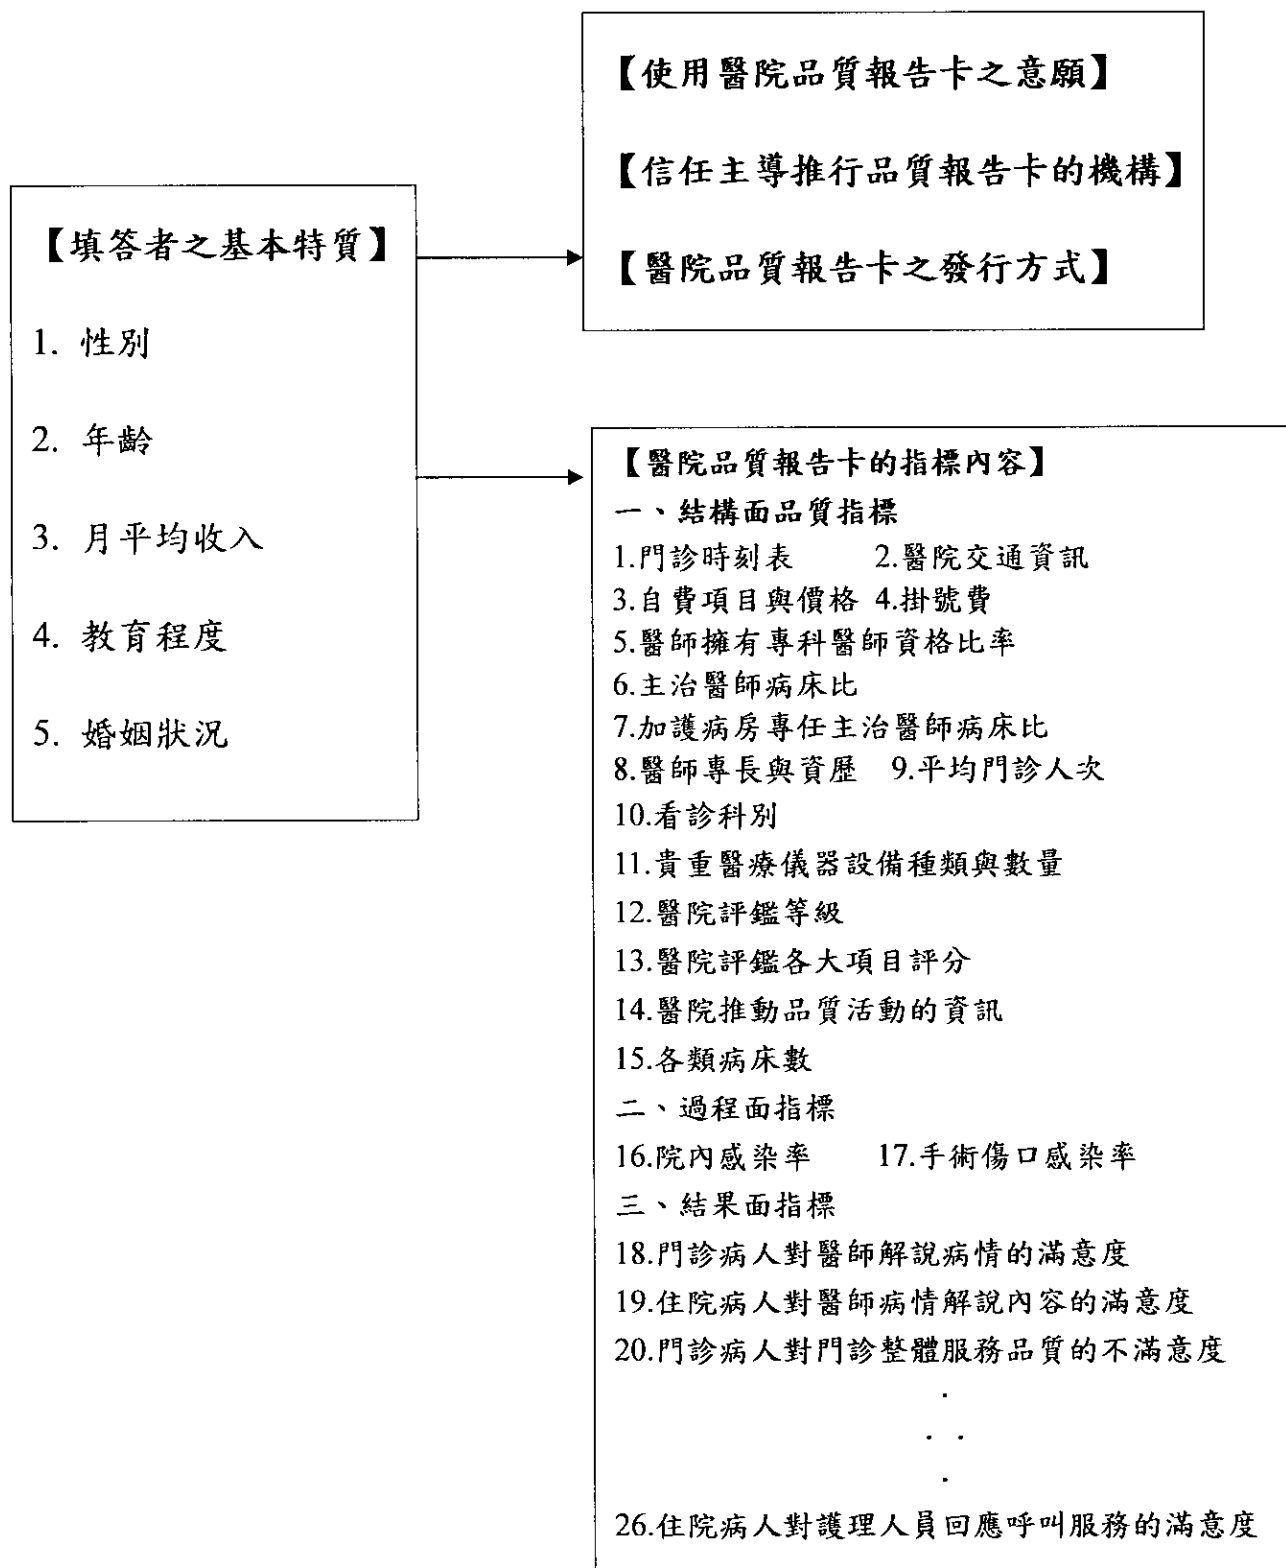 【填答者之基本特質】
1. 性別
2. 年齡
3. 月平均收入
4. 教育程度
5. 婚姻狀況
【使用醫院品質報告卡之意願】
【信任主導推行品質報告卡的機構】
【醫院品質報告卡之發行方式】
【醫院品質報告卡的指標內容】
一、結構面品質指標
1.門診時刻表 2.醫院交通資訊
3.自費項目與價格 4.掛號費
5.醫師擁有專科醫師資格比率
6.主治醫師病床比
7.加護病房專任主治醫師病床比
8.醫師專長與資歷 9.平均門診人次
10.看診科別
11.貴重醫療儀器設備種類與數量
12.醫院評鑑等級
13.醫院評鑑各大項目評分
14.醫院推動品質活動的資訊
15.各類病床數
二、過程面指標
16.院內感染率 17.手術傷口感染率
三、結果面指標
18.門診病人對醫師解說病情的滿意度
19.住院病人對醫師病情解說內容的滿意度
20.門診病人對門診整體服務品質的不滿意度
.
. .
.
26.住院病人對護理人員回應呼叫服務的滿意度